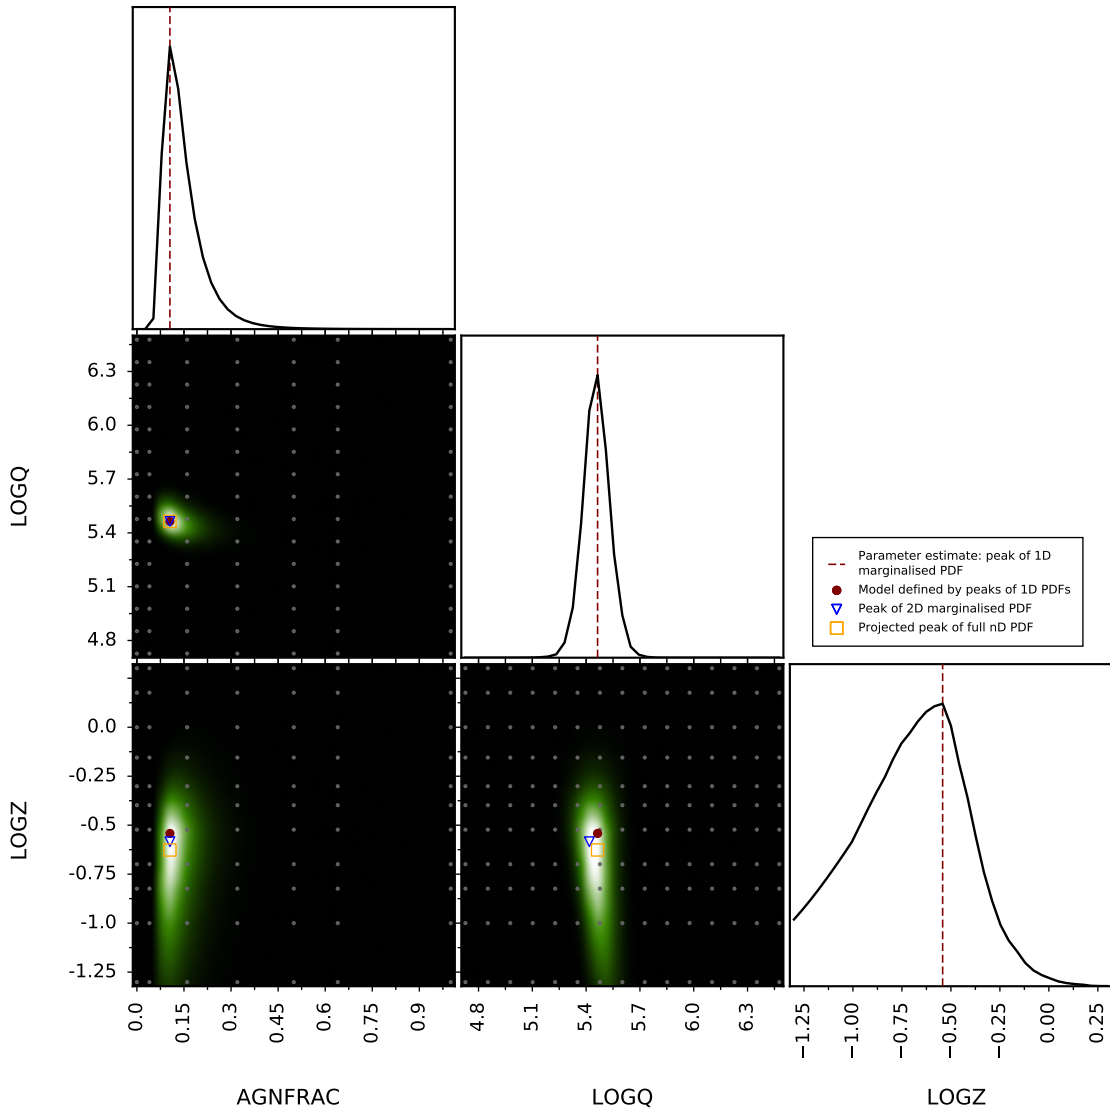 6.3
6.0
5.7
5.4
5.1
4.8
LOGQ
Parameter estimate: peak of 1D
marginalised PDF
Model defined by peaks of 1D PDFs
Peak of 2D marginalised PDF
Projected peak of full nD PDF
0.0
-0.25
-0.5
-0.75
-1.0
-1.25
LOGZ
0.0 0.15 0.3 0.45 0.6 0.75 0.9
4.8 5.1 5.4 5.7 6.0 6.3
−1.25 −1.00 −0.75 −0.50 −0.25 0.00 0.25
AGNFRAC LOGQ LOGZ